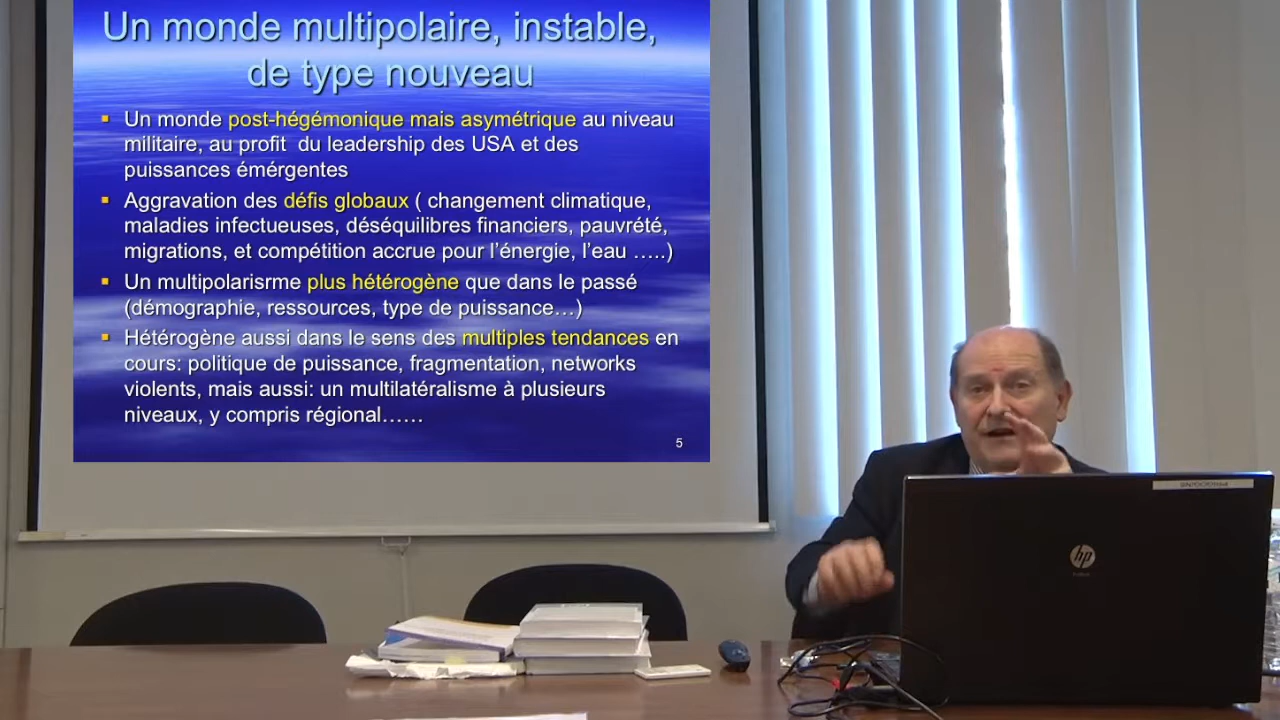 Un monde multipolaire, instable,
de type nouveau
Un monde post-hégémonique mais asymétrique au niveau
militaire, au profit du leadership des USA et des
puissances émérgentes
Aggravation des défis globaux ( changement climatique,
maladies infectueuses, déséquilibres financiers, pauvrété,
migrations, et compétition accrue pour l'énergie, l'eau …..)
Un multipolarisrme plus hétérogène que dans le passé
(démographie, ressources, type de puissance…)
Hétérogène aussi dans le sens des multiples tendances en
cours: politique de puissance, fragmentation, networks
violents, mais aussi: un multilatéralisme à plusieurs
niveaux, y compris régional……
5
hp